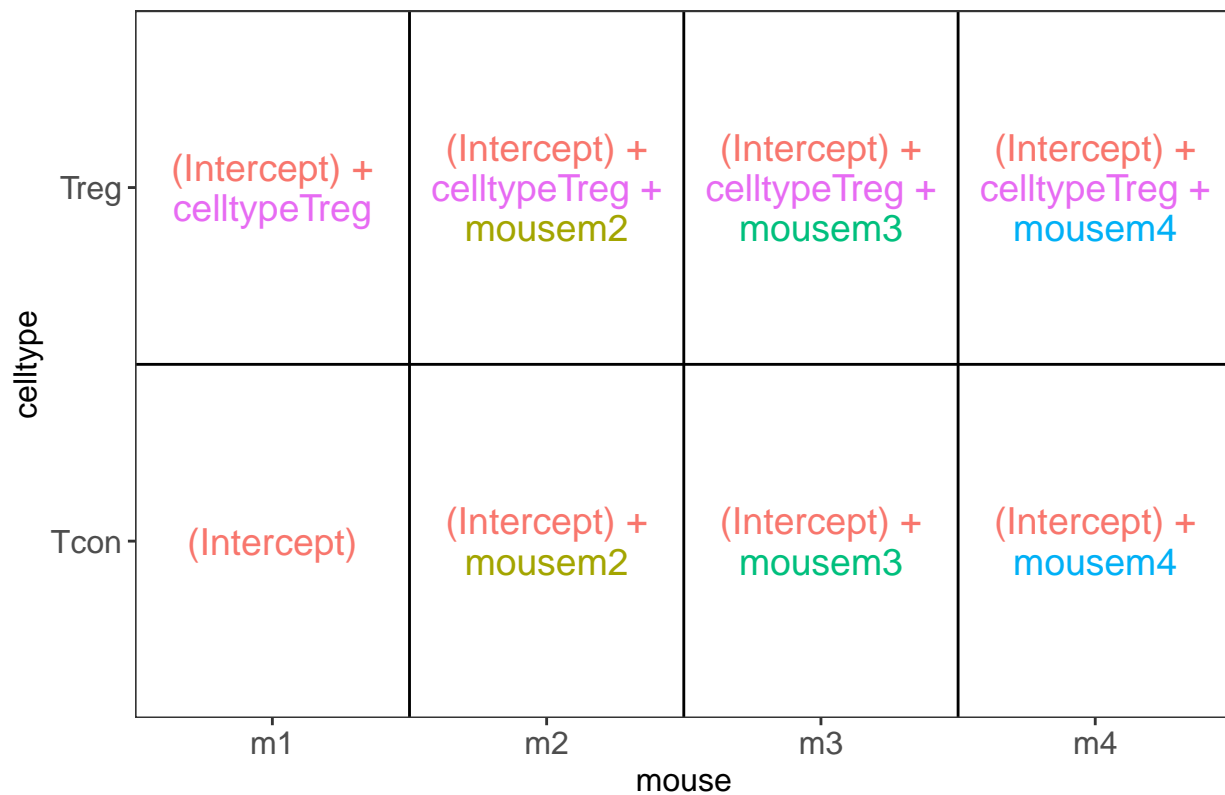 (Intercept) +
celltypeTreg
(Intercept) +
celltypeTreg +
mousem2
(Intercept) +
celltypeTreg +
mousem3
(Intercept) +
celltypeTreg +
mousem4
Treg
celltype
Tcon
(Intercept)
(Intercept) +
mousem2
(Intercept) +
mousem3
(Intercept) +
mousem4
m1
m2
m3
m4
mouse